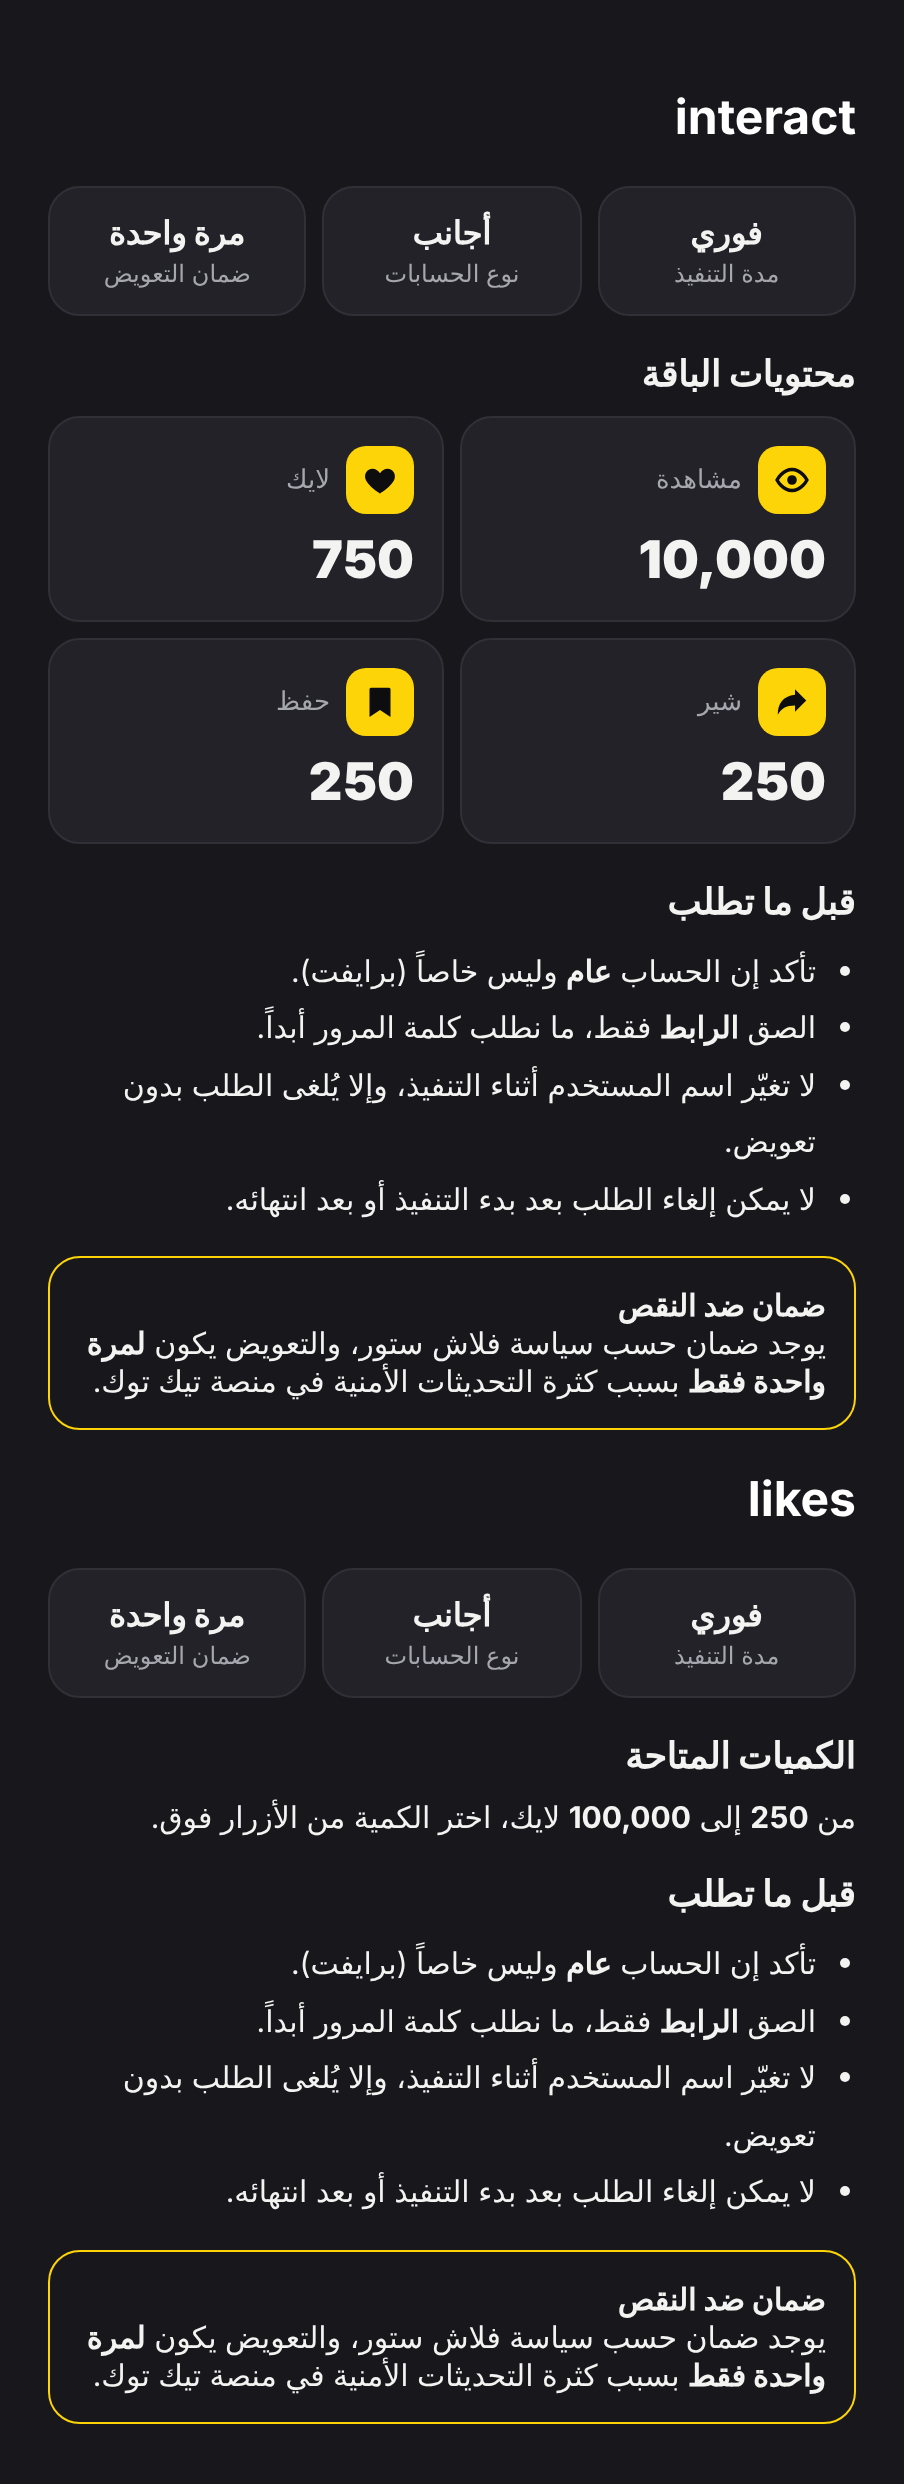 interact
فوري
مدة التنفيذ
أجانب
نوع الحسابات
مرة واحدة
ضمان التعويض
محتويات الباقة
مشاهدة
10,000
لايك
750
شير
250
حفظ
250
قبل ما تطلب
• تأكد إن الحساب عام وليس خاصاً (برايفت).
• الصق الرابط فقط، ما نطلب كلمة المرور أبداً.
• لا تغيّر اسم المستخدم أثناء التنفيذ، وإلا يُلغى الطلب بدون
تعويض.
• لا يمكن إلغاء الطلب بعد بدء التنفيذ أو بعد انتهائه.
ضمان ضد النقص
يوجد ضمان حسب سياسة فلاش ستور، والتعويض يكون لمرة
واحدة فقط بسبب كثرة التحديثات الأمنية في منصة تيك توك.
likes
فوري
مدة التنفيذ
أجانب
نوع الحسابات
مرة واحدة
ضمان التعويض
الكميات المتاحة
من 250 إلى 100,000 لايك، اختر الكمية من الأزرار فوق.
قبل ما تطلب
• تأكد إن الحساب عام وليس خاصاً (برايفت).
• الصق الرابط فقط، ما نطلب كلمة المرور أبداً.
• لا تغيّر اسم المستخدم أثناء التنفيذ، وإلا يُلغى الطلب بدون
تعويض.
• لا يمكن إلغاء الطلب بعد بدء التنفيذ أو بعد انتهائه.
ضمان ضد النقص
يوجد ضمان حسب سياسة فلاش ستور، والتعويض يكون لمرة
واحدة فقط بسبب كثرة التحديثات الأمنية في منصة تيك توك.